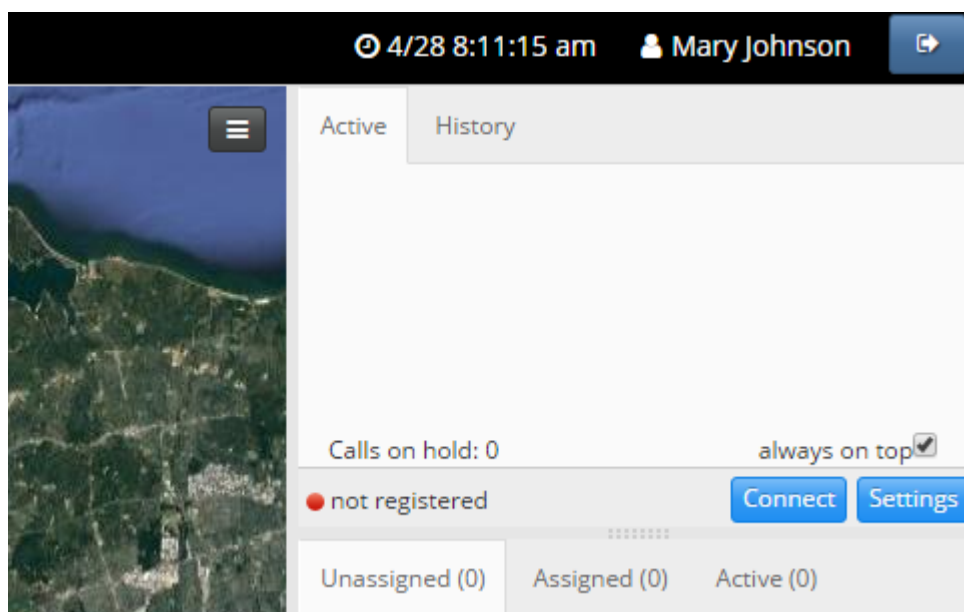 4/28 8:11:15 am Mary Johnson
Active History
Calls on hold: 0 always on top
not registered Connect Settings
Unassigned (0) Assigned (0) Active (0)